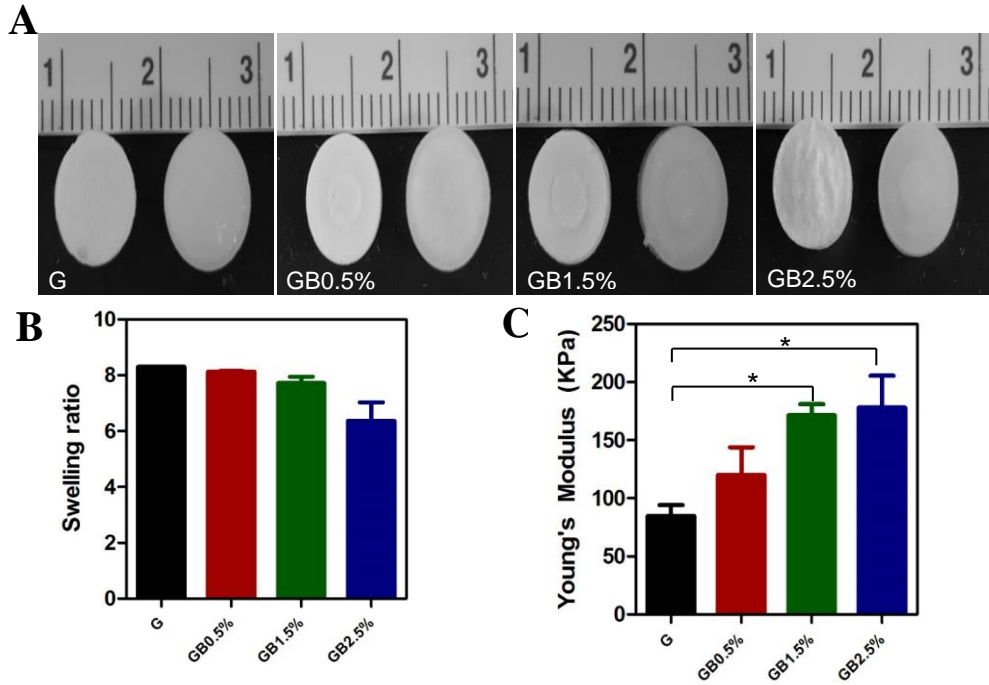 A
1 2 3
1 2 3
1 2 3
1 2 3
G
GB0.5%
GB1.5%
GB2.5%
B
10
8
6
4
2
0
Swelling ratio
G
GB0.5%
GB1.5%
GB2.5%
C
250
200
150
100
50
0
Young's Modulus (KPa)
*
*
G
GB0.5%
GB1.5%
GB2.5%